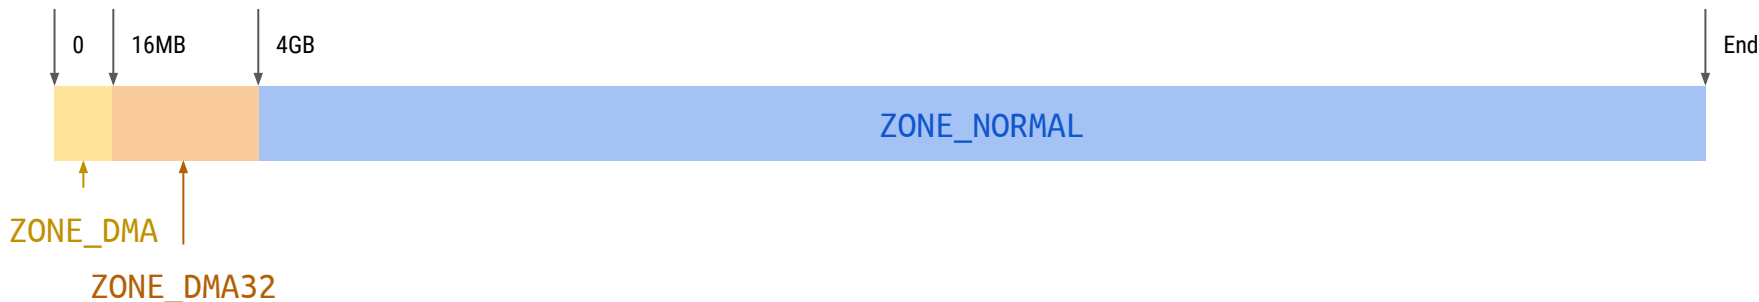 0
16MB
4GB
End
ZONE_NORMAL
ZONE_DMA
ZONE_DMA32